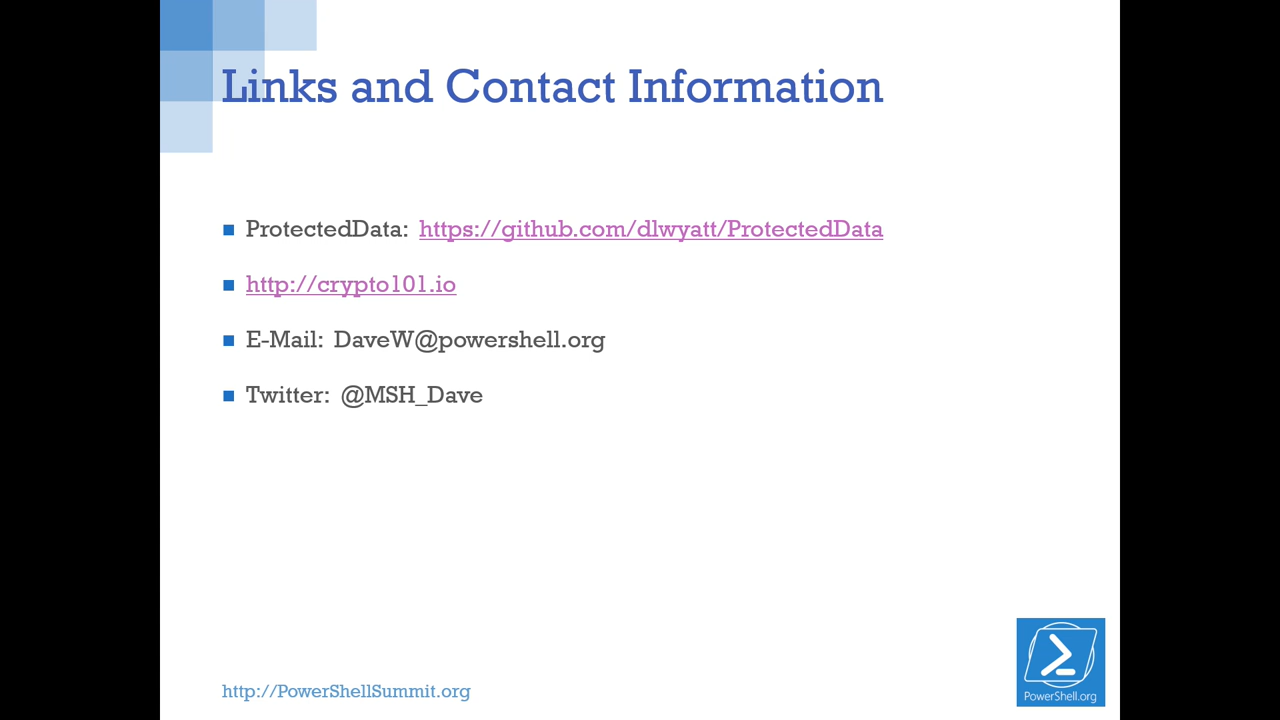 Links and Contact Information
ProtectedData: https://github.com/dlwyatt/ProtectedData
http://crypto101.io
E-Mail: DaveW@powershell.org
Twitter: @MSH_Dave
http://PowerShellSummit.org
PowerShell.org